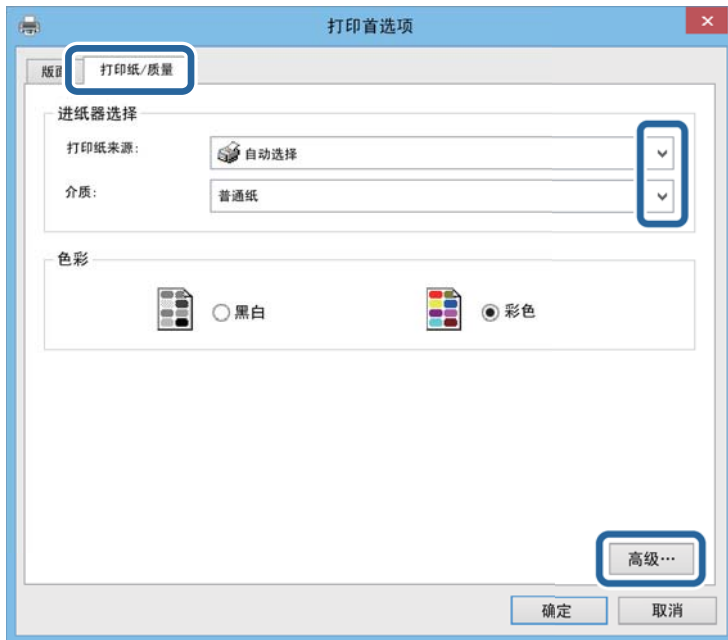 打印首选项
版面
打印纸/质量
进纸器选择
打印纸来源:
自动选择
介质:
普通纸
色彩
黑白
彩色
高级…
确定
取消